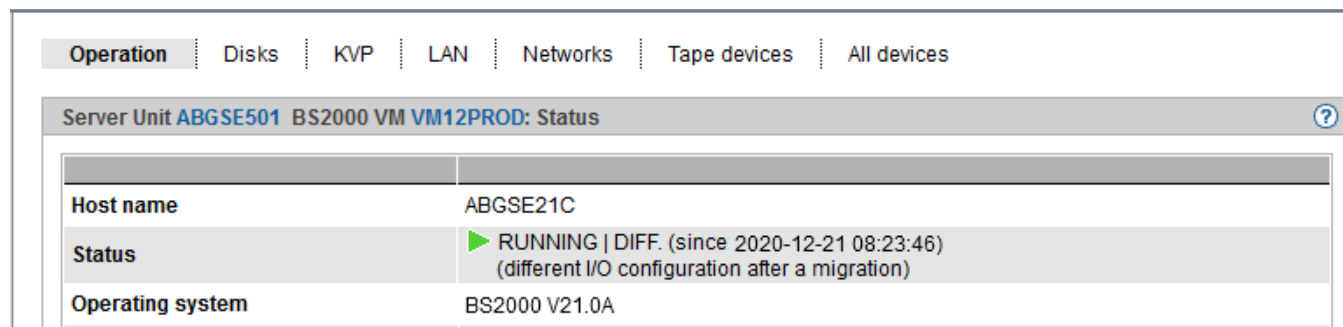 Operation Disks KVP LAN Networks Tape devices All devices
Server Unit ABGSE501 BS2000 VM VM12PROD: Status ?
Host name ABGSE21C
Status RUNNING | DIFF. (since 2020-12-21 08:23:46)
(different I/O configuration after a migration)
Operating system BS2000 V21.0A